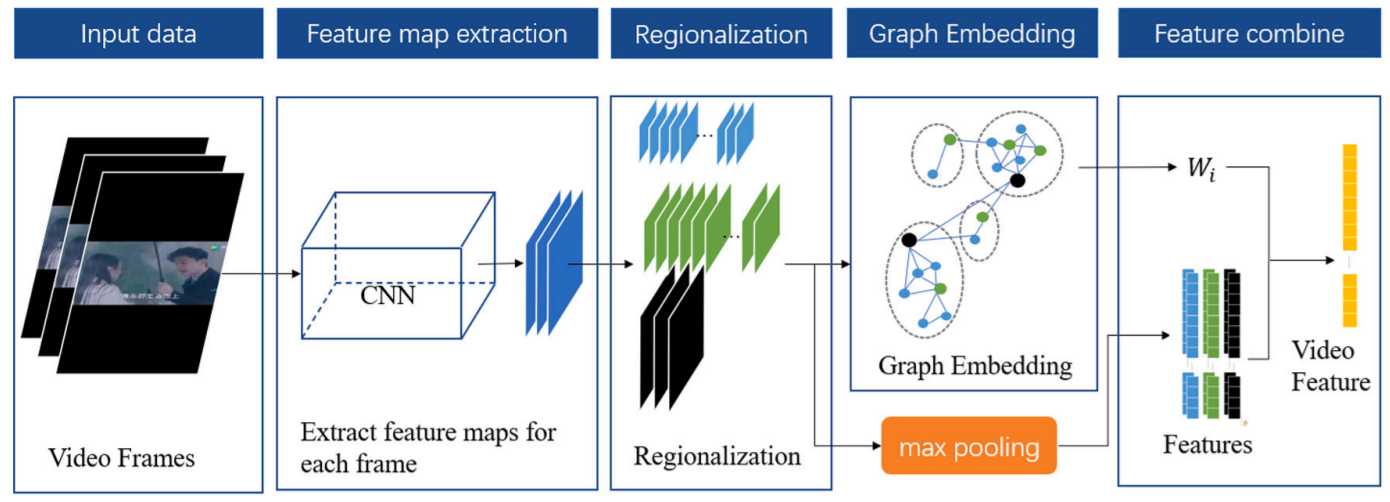 Input data
Feature map extraction
Regionalization
Graph Embedding
Feature combine
Video Frames
CNN
Extract feature maps for
each frame
...
...
Regionalization
Graph Embedding
max pooling
W_i
Features
Video
Feature